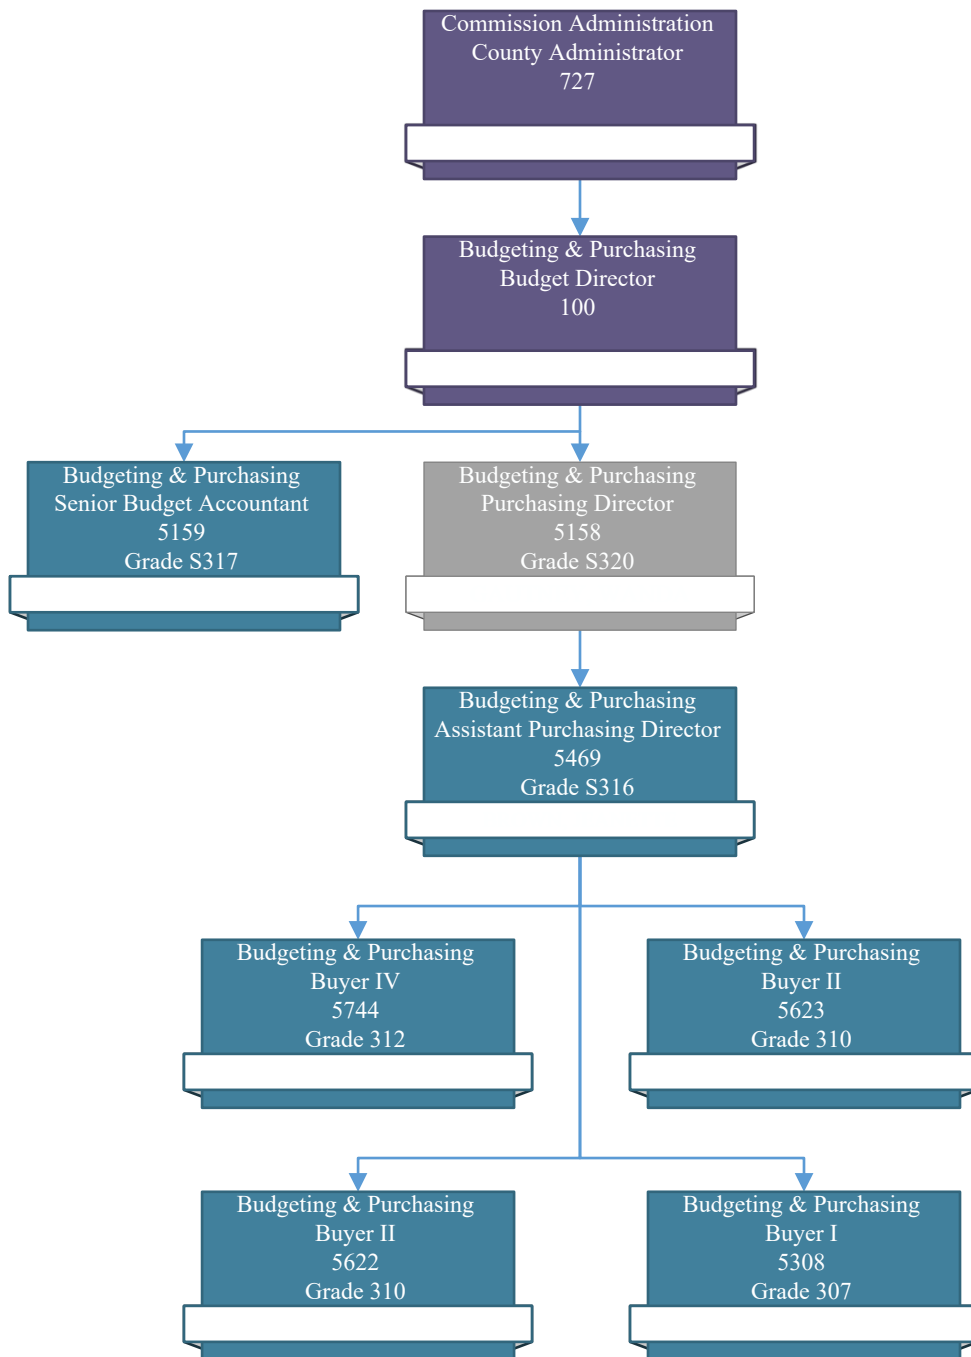 Commission Administration
County Administrator
727
Budgeting & Purchasing
Budget Director
100
Budgeting & Purchasing
Senior Budget Accountant
5159
Grade S317
Budgeting & Purchasing
Purchasing Director
5158
Grade S320
Budgeting & Purchasing
Assistant Purchasing Director
5469
Grade S316
Budgeting & Purchasing
Buyer IV
5744
Grade 312
Budgeting & Purchasing
Buyer II
5623
Grade 310
Budgeting & Purchasing
Buyer II
5622
Grade 310
Budgeting & Purchasing
Buyer I
5308
Grade 307